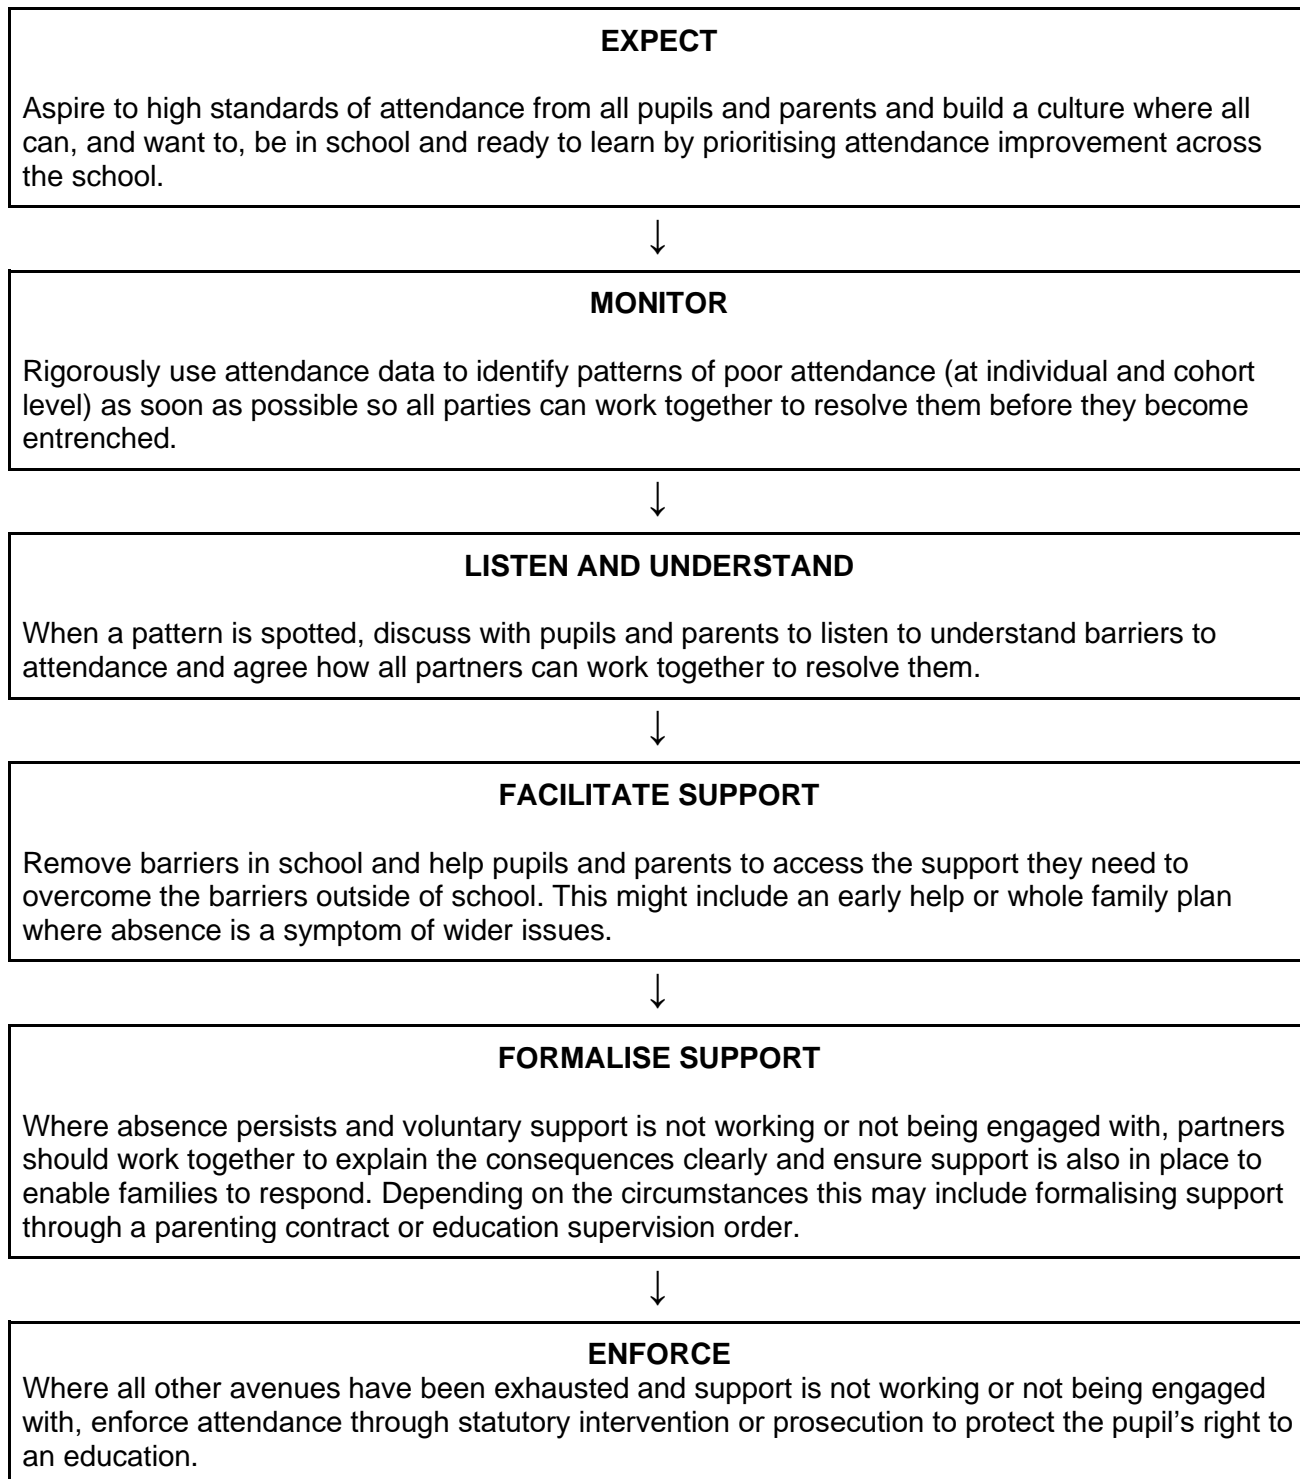 EXPECT
Aspire to high standards of attendance from all pupils and parents and build a culture where all
can, and want to, be in school and ready to learn by prioritising attendance improvement across
the school.
↓
MONITOR
Rigorously use attendance data to identify patterns of poor attendance (at individual and cohort
level) as soon as possible so all parties can work together to resolve them before they become
entrenched.
↓
LISTEN AND UNDERSTAND
When a pattern is spotted, discuss with pupils and parents to listen to understand barriers to
attendance and agree how all partners can work together to resolve them.
↓
FACILITATE SUPPORT
Remove barriers in school and help pupils and parents to access the support they need to
overcome the barriers outside of school. This might include an early help or whole family plan
where absence is a symptom of wider issues.
↓
FORMALISE SUPPORT
Where absence persists and voluntary support is not working or not being engaged with, partners
should work together to explain the consequences clearly and ensure support is also in place to
enable families to respond. Depending on the circumstances this may include formalising support
through a parenting contract or education supervision order.
↓
ENFORCE
Where all other avenues have been exhausted and support is not working or not being engaged
with, enforce attendance through statutory intervention or prosecution to protect the pupil’s right to
an education.